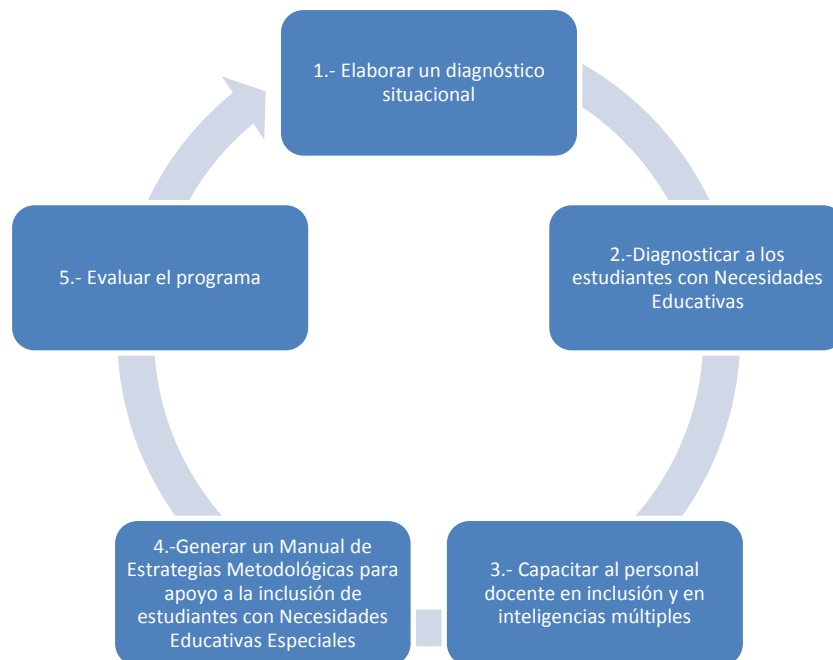 1.- Elaborar un diagnóstico
situacional
2.-Diagnosticar a los
estudiantes con Necesidades
Educativas
3.- Capacitar al personal
docente en inclusión y en
inteligencias múltiples
4.-Generar un Manual de
Estrategias Metodológicas para
apoyo a la inclusión de
estudiantes con Necesidades
Educativas Especiales
5.- Evaluar el programa